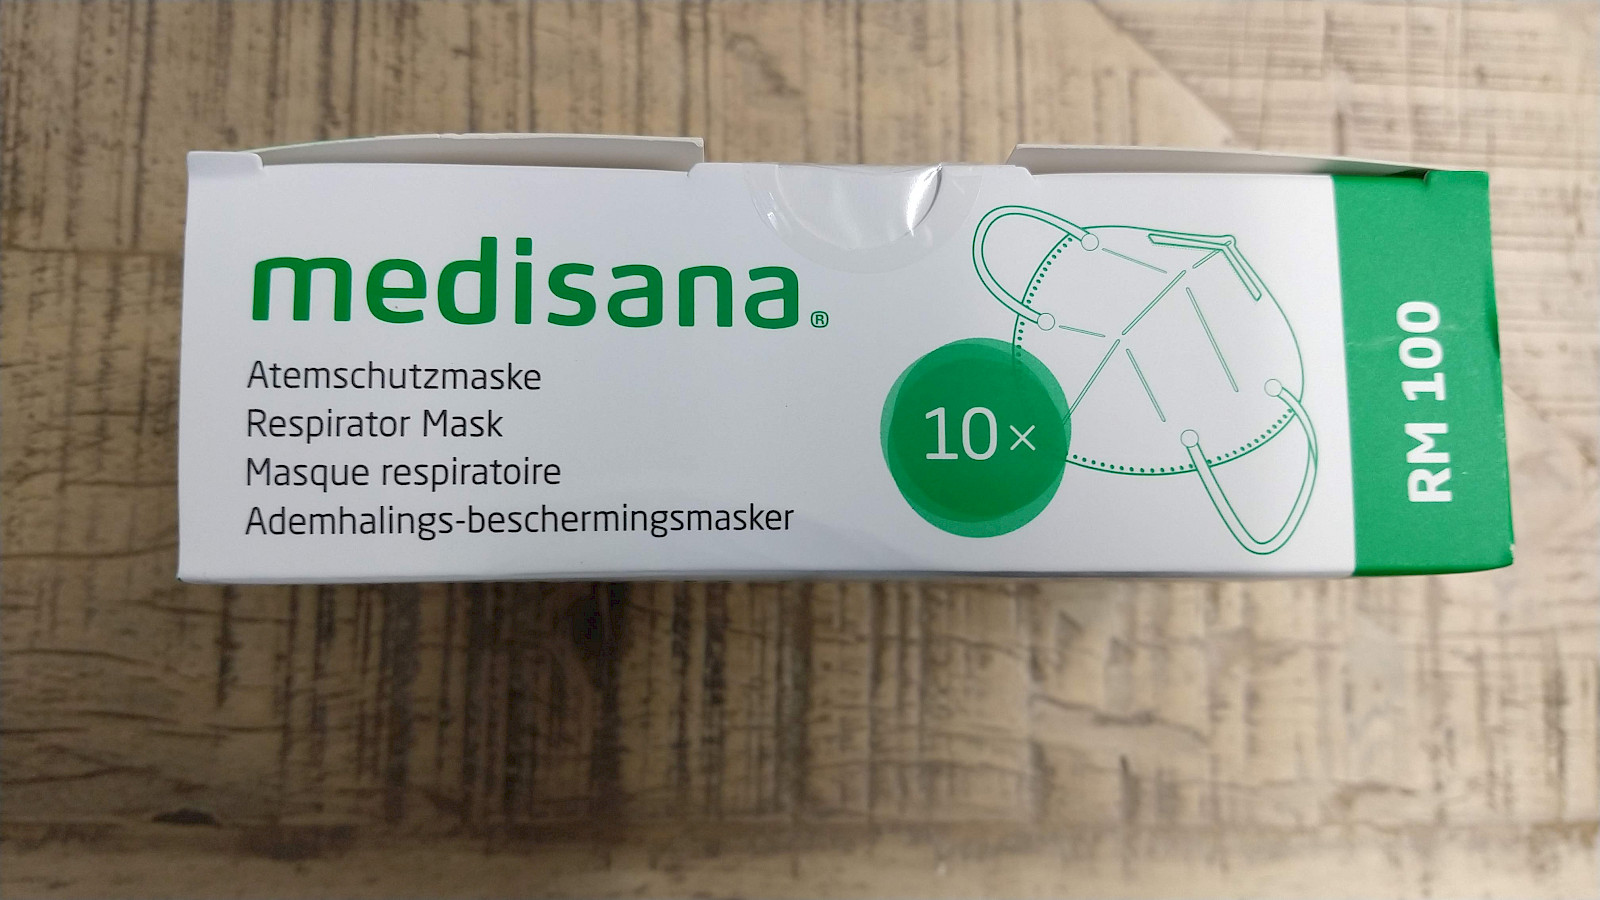 medisana®
Atemschutzmaske
Respirator Mask
Masque respiratoire
Ademhalings-beschermingsmasker
10×
RM 100